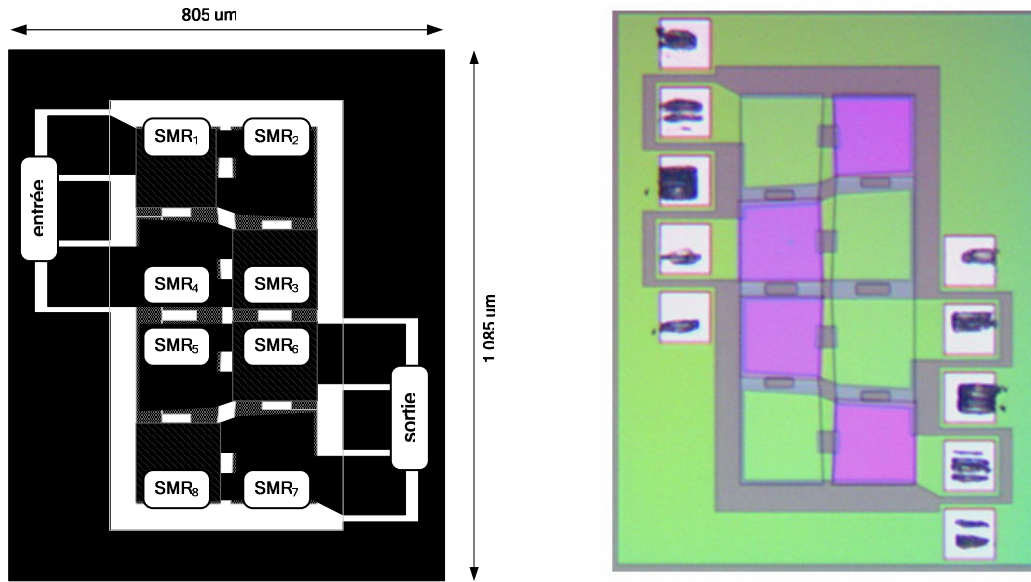 805 um
SMR1
SMR2
entrée
SMR4
SMR3
1 085 um
SMR5
SMR6
sortie
SMR8
SMR7